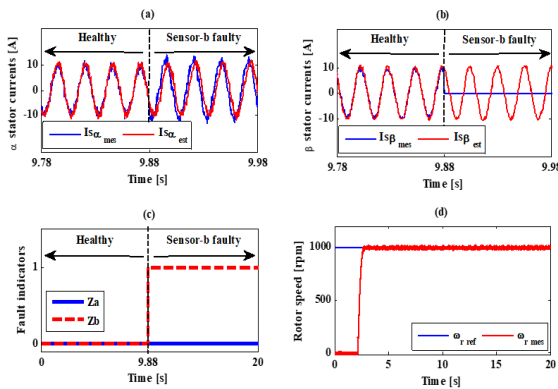 (a)
Healthy
Sensor-b faulty
α stator currents [A]
10
0
-10
Isα mes
Isα est
9.78
9.88
9.98
Time [s]
(b)
Healthy
Sensor-b faulty
β stator currents [A]
10
0
-10
Isβ mes
Isβ est
9.78
9.88
9.98
Time [s]
(c)
Healthy
Sensor-b faulty
Fault indicators
1
0
Za
Zb
0
9.88
20
Time [s]
(d)
Rotor speed [rpm]
1000
500
0
ω r ref
ω r mes
0
5
10
15
20
Time [s]